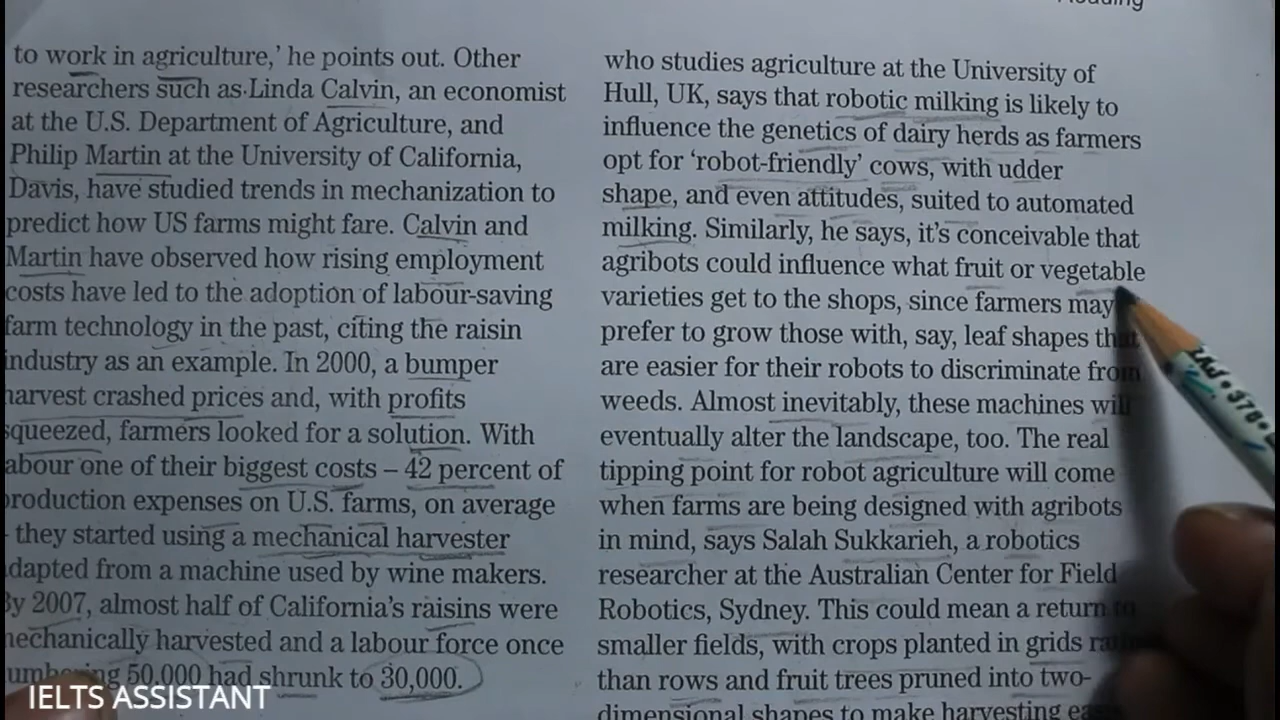 Reading
to work in agriculture,' he points out. Other
researchers such as Linda Calvin, an economist
at the U.S. Department of Agriculture, and
Philip Martin at the University of California,
Davis, have studied trends in mechanization to
predict how US farms might fare. Calvin and
Martin have observed how rising employment
costs have led to the adoption of labour-saving
farm technology in the past, citing the raisin
industry as an example. In 2000, a bumper
harvest crashed prices and, with profits
squeezed, farmers looked for a solution. With
labour one of their biggest costs – 42 percent of
production expenses on U.S. farms, on average
- they started using a mechanical harvester
adapted from a machine used by wine makers.
By 2007, almost half of California's raisins were
mechanically harvested and a labour force once
numbering 50,000 had shrunk to 30,000.
who studies agriculture at the University of
Hull, UK, says that robotic milking is likely to
influence the genetics of dairy herds as farmers
opt for 'robot-friendly' cows, with udder
shape, and even attitudes, suited to automated
milking. Similarly, he says, it's conceivable that
agribots could influence what fruit or vegetable
varieties get to the shops, since farmers may
prefer to grow those with, say, leaf shapes that
are easier for their robots to discriminate from
weeds. Almost inevitably, these machines will
eventually alter the landscape, too. The real
tipping point for robot agriculture will come
when farms are being designed with agribots
in mind, says Salah Sukkarieh, a robotics
researcher at the Australian Center for Field
Robotics, Sydney. This could mean a return to
smaller fields, with crops planted in grids rather
than rows and fruit trees pruned into two-
dimensional shapes to make harvesting
IELTS ASSISTANT